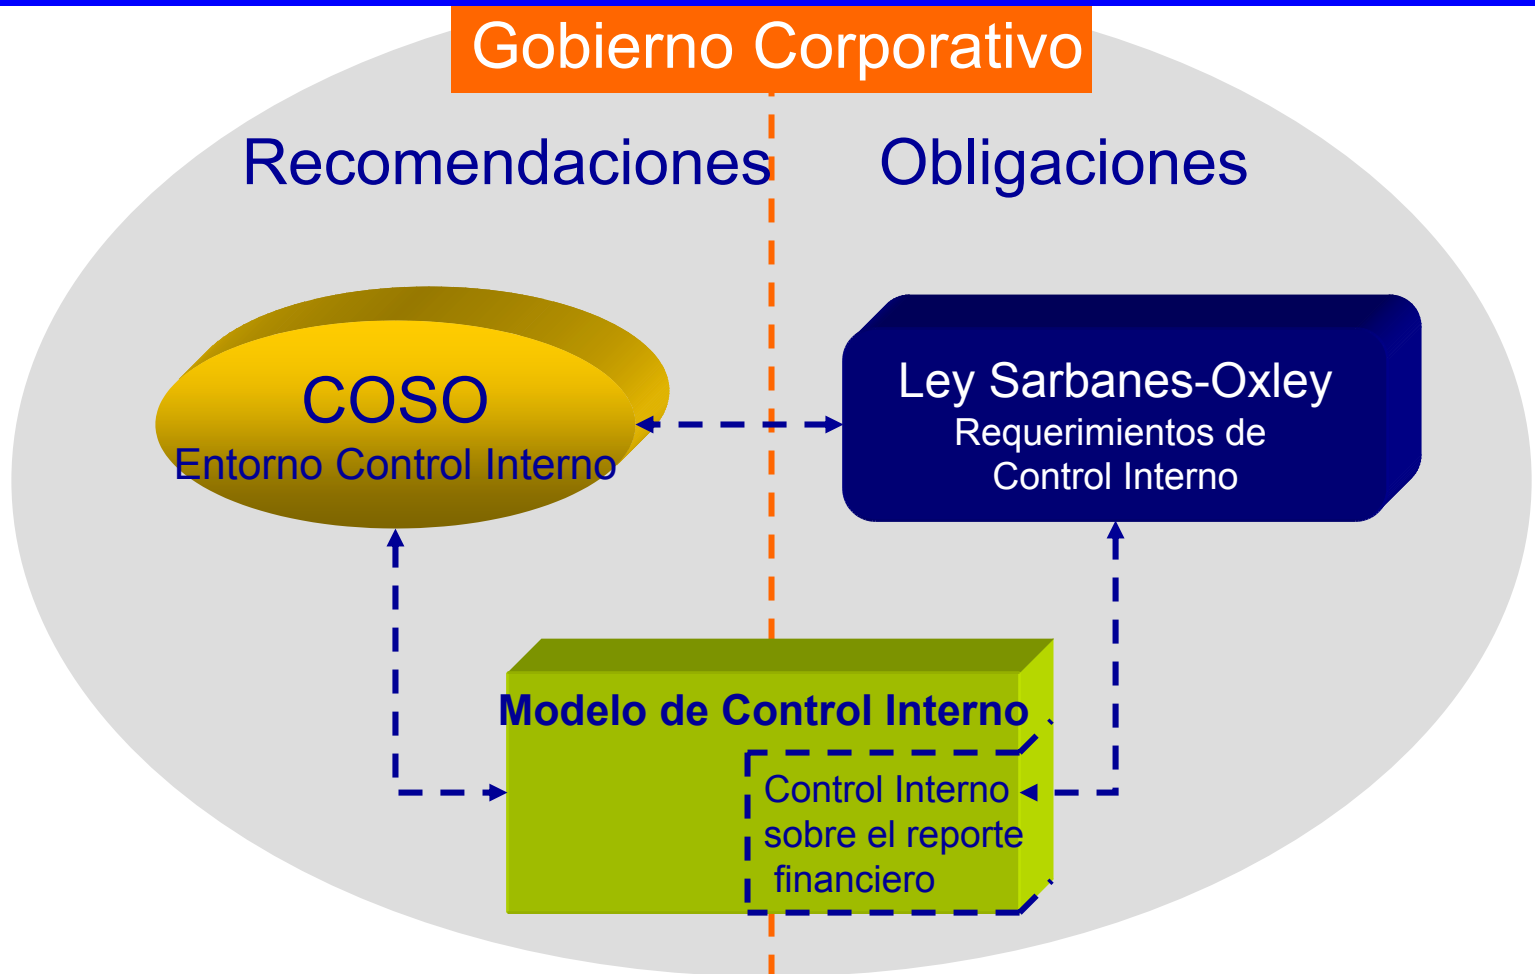 Gobierno Corporativo
Recomendaciones
Obligaciones
COSO
Entorno Control Interno
Ley Sarbanes-Oxley
Requerimientos de
Control Interno
Modelo de Control Interno
Control Interno
sobre el reporte
financiero